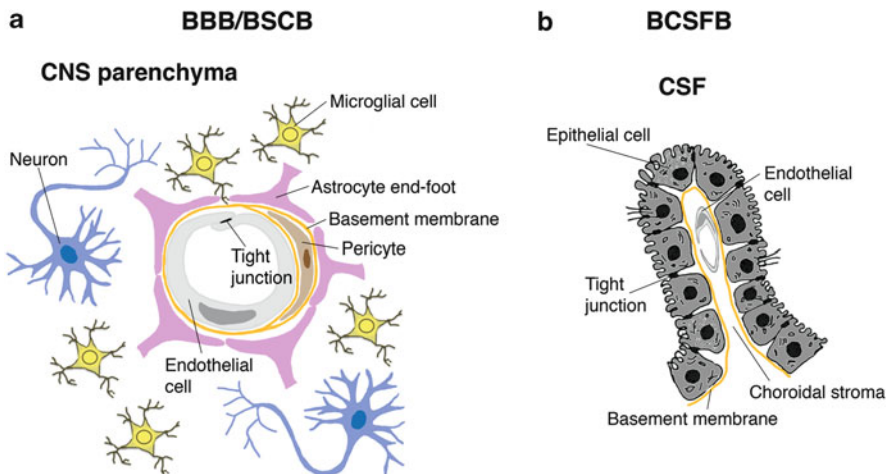 a
BBB/BSCB
CNS parenchyma
Microglial cell
Neuron
Astrocyte end-foot
Basement membrane
Pericyte
Tight
junction
Endothelial
cell
b
BCSFB
CSF
Epithelial cell
Endothelial
cell
Tight
junction
Choroidal stroma
Basement membrane